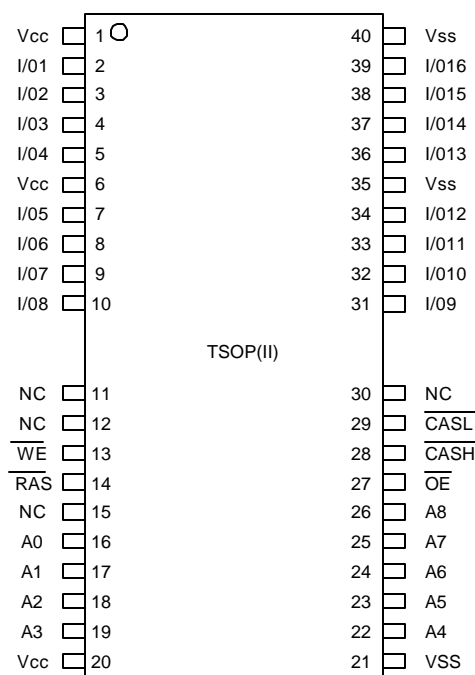 Vcc 1 40 Vss
I/01 2 39 I/016
I/02 3 38 I/015
I/03 4 37 I/014
I/04 5 36 I/013
Vcc 6 35 Vss
I/05 7 34 I/012
I/06 8 33 I/011
I/07 9 32 I/010
I/08 10 31 I/09
TSOP(II)
NC 11 30 NC
NC 12 29 CASL
WE 13 28 CASH
RAS 14 27 OE
NC 15 26 A8
A0 16 25 A7
A1 17 24 A6
A2 18 23 A5
A3 19 22 A4
Vcc 20 21 VSS